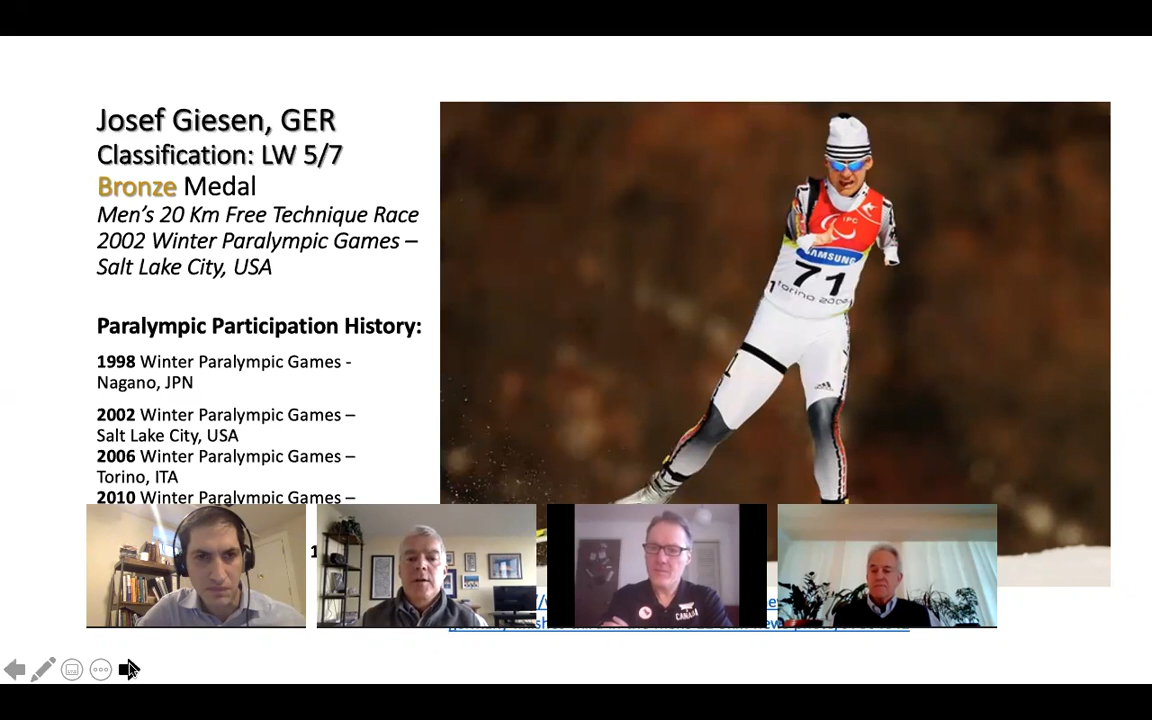 Josef Giesen, GER
Classification: LW 5/7
Bronze Medal
Men's 20 Km Free Technique Race
2002 Winter Paralympic Games –
Salt Lake City, USA
Paralympic Participation History:
1998 Winter Paralympic Games -
Nagano, JPN
2002 Winter Paralympic Games –
Salt Lake City, USA
2006 Winter Paralympic Games –
Torino, ITA
2010 Winter Paralympic Games –
IPC
SAMSUNG
71
adidas
CANADA